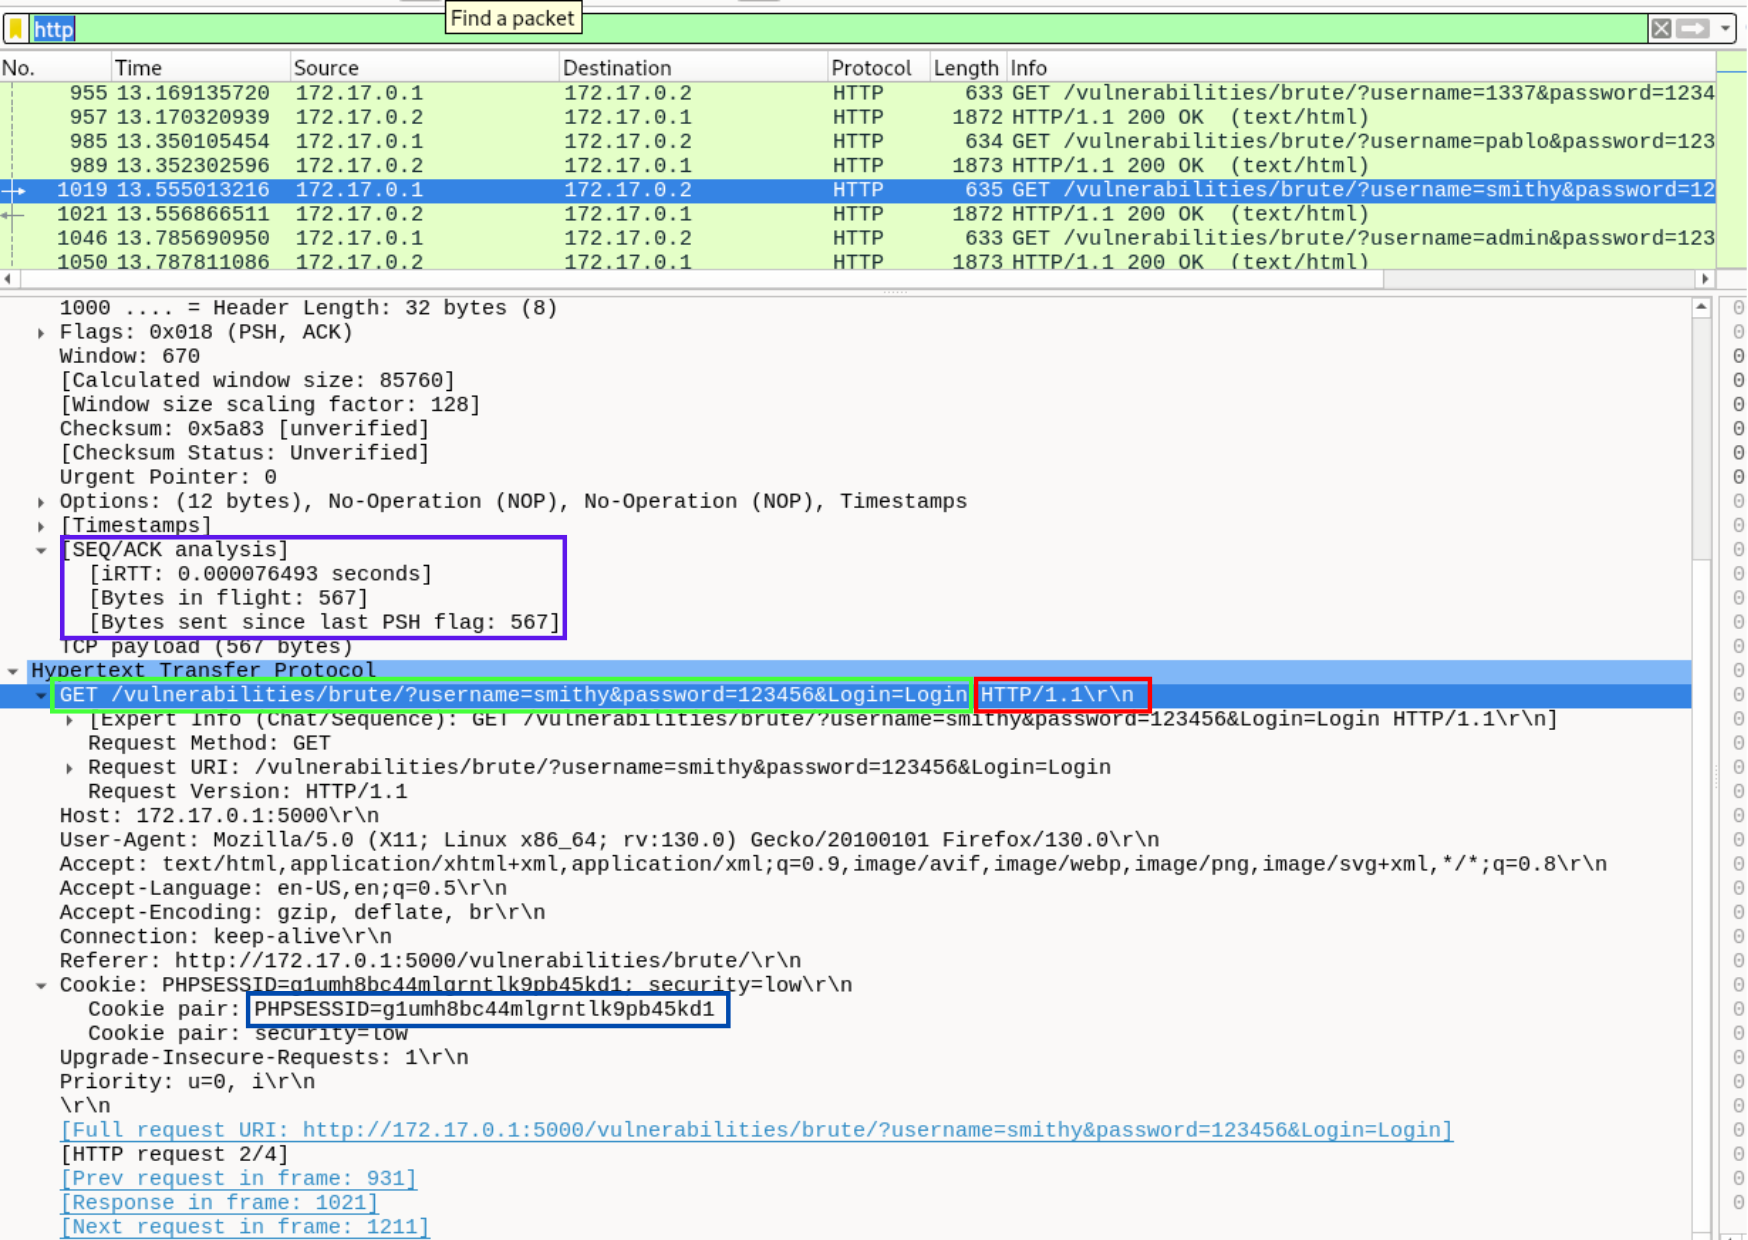 Find a packet
http
No. Time Source Destination Protocol Length Info
955 13.169135720 172.17.0.1 172.17.0.2 HTTP 633 GET /vulnerabilities/brute/?username=1337&password=1234
957 13.170320939 172.17.0.2 172.17.0.1 HTTP 1872 HTTP/1.1 200 OK (text/html)
985 13.350105454 172.17.0.1 172.17.0.2 HTTP 634 GET /vulnerabilities/brute/?username=pablo&password=123
989 13.352302596 172.17.0.2 172.17.0.1 HTTP 1873 HTTP/1.1 200 OK (text/html)
1019 13.555013216 172.17.0.1 172.17.0.2 HTTP 635 GET /vulnerabilities/brute/?username=smithy&password=12
1021 13.556866511 172.17.0.2 172.17.0.1 HTTP 1872 HTTP/1.1 200 OK (text/html)
1046 13.785690950 172.17.0.1 172.17.0.2 HTTP 633 GET /vulnerabilities/brute/?username=admin&password=123
1050 13.787811086 172.17.0.2 172.17.0.1 HTTP 1873 HTTP/1.1 200 OK (text/html)
1000 .... = Header Length: 32 bytes (8)
Flags: 0x018 (PSH, ACK)
Window: 670
[Calculated window size: 85760]
[Window size scaling factor: 128]
Checksum: 0x5a83 [unverified]
[Checksum Status: Unverified]
Urgent Pointer: 0
Options: (12 bytes), No-Operation (NOP), No-Operation (NOP), Timestamps
[Timestamps]
[SEQ/ACK analysis]
[iRTT: 0.000076493 seconds]
[Bytes in flight: 567]
[Bytes sent since last PSH flag: 567]
TCP payload (567 bytes)
Hypertext Transfer Protocol
GET /vulnerabilities/brute/?username=smithy&password=123456&Login=Login HTTP/1.1\r\n
[Expert Info (Chat/Sequence): GET /vulnerabilities/brute/?username=smithy&password=123456&Login=Login HTTP/1.1\r\n]
Request Method: GET
Request URI: /vulnerabilities/brute/?username=smithy&password=123456&Login=Login
Request Version: HTTP/1.1
Host: 172.17.0.1:5000\r\n
User-Agent: Mozilla/5.0 (X11; Linux x86_64; rv:130.0) Gecko/20100101 Firefox/130.0\r\n
Accept: text/html,application/xhtml+xml,application/xml;q=0.9,image/avif,image/webp,image/png,image/svg+xml,*/*;q=0.8\r\n
Accept-Language: en-US,en;q=0.5\r\n
Accept-Encoding: gzip, deflate, br\r\n
Connection: keep-alive\r\n
Referer: http://172.17.0.1:5000/vulnerabilities/brute/\r\n
Cookie: PHPSESSID=g1umh8bc44mlgrntlk9pb45kd1; security=low\r\n
Cookie pair: PHPSESSID=g1umh8bc44mlgrntlk9pb45kd1
Cookie pair: security=low
Upgrade-Insecure-Requests: 1\r\n
Priority: u=0, i\r\n
\r\n
[Full request URI: http://172.17.0.1:5000/vulnerabilities/brute/?username=smithy&password=123456&Login=Login]
[HTTP request 2/4]
[Prev request in frame: 931]
[Response in frame: 1021]
[Next request in frame: 1211]